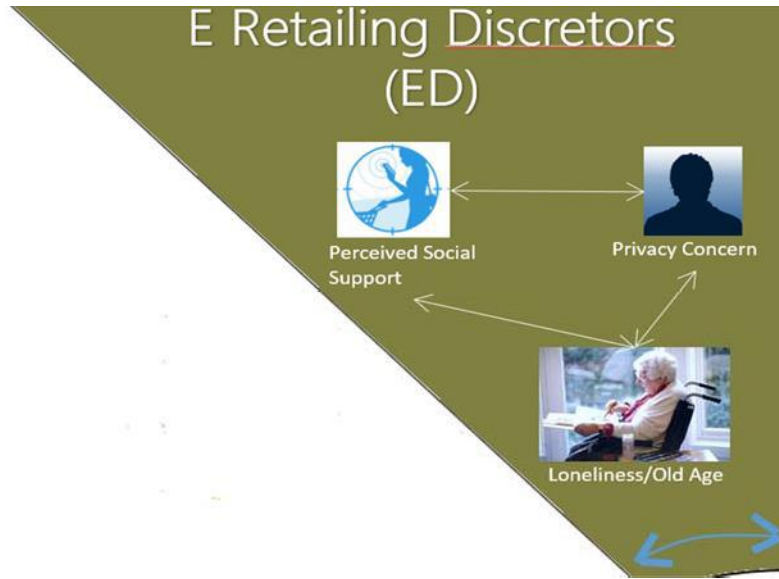 E Retailing Discretors
(ED)
Perceived Social
Support
Privacy Concern
Loneliness/Old Age